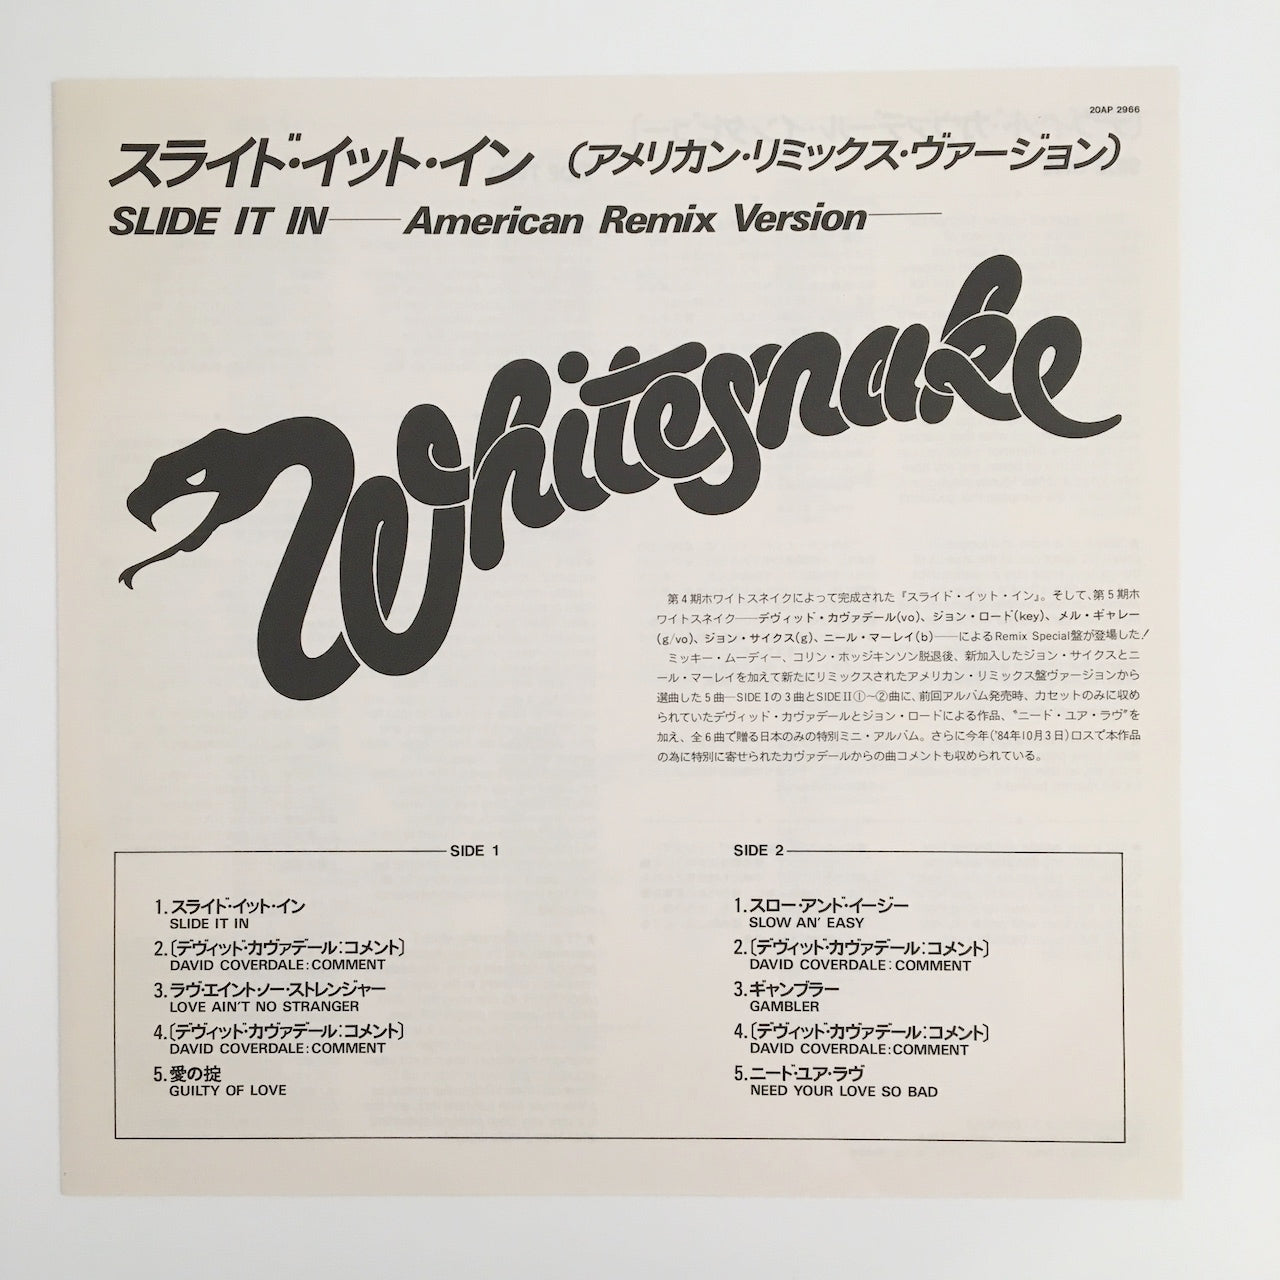 20AP 2966
スライド・イット・イン（アメリカン・リミックス・ヴァージョン）
SLIDE IT IN——American Remix Version——
Whitesnake
第4期ホワイトスネイクによって完成された『スライド・イット・イン』。そして、第5期ホ
ワイトスネイク——デヴィッド・カヴァデール(vo)、ジョン・ロード(key)、メル・ギャレー
(g/vo)、ジョン・サイクス(g)、ニール・マーレイ(b)——によるRemix Special盤が登場した！
ミッキー・ムーディー、コリン・ホッジキンソン脱退後、新加入したジョン・サイクスとニ
ール・マーレイを加えて新たにリミックスされたアメリカン・リミックス盤ヴァージョンから
選曲した5曲—SIDE Iの3曲とSIDE II①〜②曲に、前回アルバム発売時、カセットのみに収め
られていたデヴィッド・カヴァデールとジョン・ロードによる作品、〝ニード・ユア・ラヴ〞を
加え、全6曲で贈る日本のみの特別ミニ・アルバム。さらに今年('84年10月3日)ロスで本作品
の為に特別に寄せられたカヴァデールからの曲コメントも収められている。
SIDE 1
1.スライド・イット・イン
SLIDE IT IN
2.〔デヴィッド・カヴァデール：コメント〕
DAVID COVERDALE:COMMENT
3.ラヴ・エイント・ノー・ストレンジャー
LOVE AIN'T NO STRANGER
4.〔デヴィッド・カヴァデール：コメント〕
DAVID COVERDALE:COMMENT
5.愛の掟
GUILTY OF LOVE
SIDE 2
1.スロー・アンド・イージー
SLOW AN' EASY
2.〔デヴィッド・カヴァデール：コメント〕
DAVID COVERDALE:COMMENT
3.ギャンブラー
GAMBLER
4.〔デヴィッド・カヴァデール：コメント〕
DAVID COVERDALE:COMMENT
5.ニード・ユア・ラヴ
NEED YOUR LOVE SO BAD